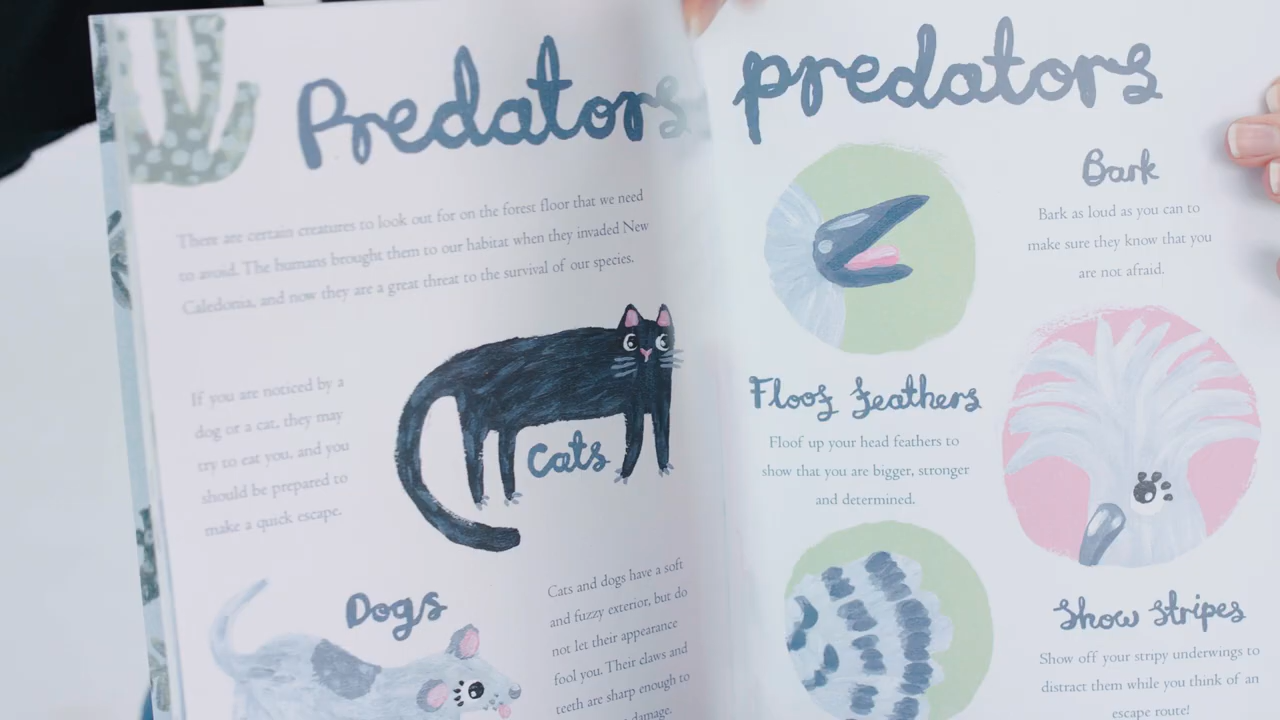 Predators
There are certain creatures to look out for on the forest floor that we need
to avoid. The humans brought them to our habitat when they invaded New
Caledonia, and now they are a great threat to the survival of our species.
If you are noticed by a
dog or a cat, they may
try to eat you, and you
should be prepared to
make a quick escape.
Cats
Dogs
Cats and dogs have a soft
and fuzzy exterior, but do
not let their appearance
fool you. Their claws and
teeth are sharp enough to
damage.
predators
Bark
Bark as loud as you can to
make sure they know that you
are not afraid.
Floof feathers
Floof up your head feathers to
show that you are bigger, stronger
and determined.
Show stripes
Show off your stripy underwings to
distract them while you think of an
escape route!